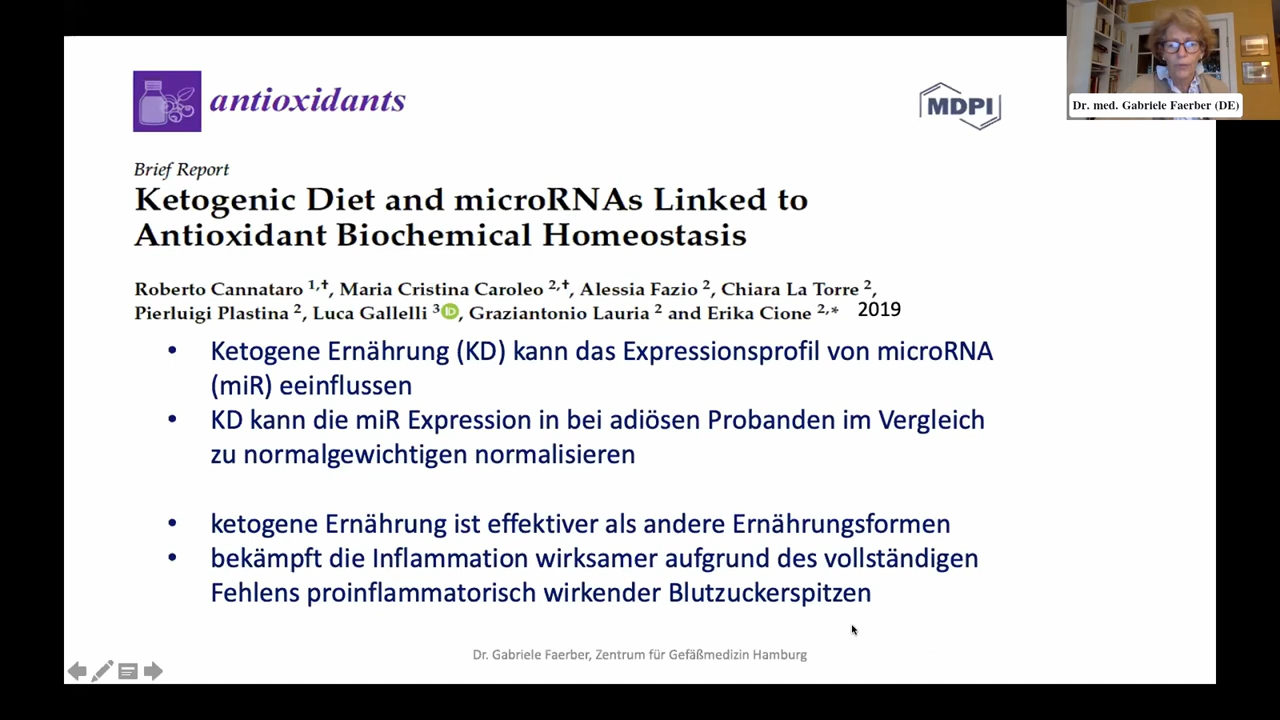 antioxidants
MDPI
Dr. med. Gabriele Faerber (DE)
Brief Report
Ketogenic Diet and microRNAs Linked to
Antioxidant Biochemical Homeostasis
Roberto Cannataro 1,†, Maria Cristina Caroleo 2,†, Alessia Fazio 2, Chiara La Torre 2,
Pierluigi Plastina 2, Luca Gallelli 3 iD, Graziantonio Lauria 2 and Erika Cione 2,* 2019
• Ketogene Ernährung (KD) kann das Expressionsprofil von microRNA
(miR) eeinflussen
• KD kann die miR Expression in bei adiösen Probanden im Vergleich
zu normalgewichtigen normalisieren
• ketogene Ernährung ist effektiver als andere Ernährungsformen
• bekämpft die Inflammation wirksamer aufgrund des vollständigen
Fehlens proinflammatorisch wirkender Blutzuckerspitzen
Dr. Gabriele Faerber, Zentrum für Gefäßmedizin Hamburg